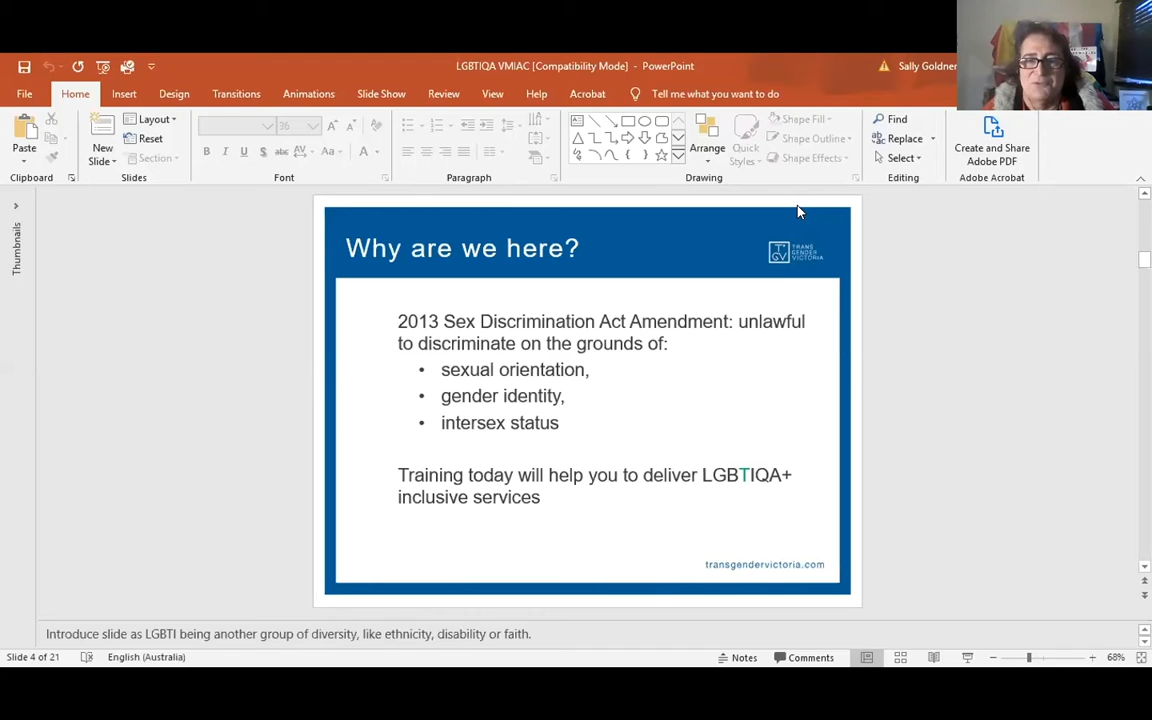 LGBTIQA VMIAC [Compatibility Mode] - PowerPoint
Sally Goldner
File Home Insert Design Transitions Animations Slide Show Review View Help Acrobat Tell me what you want to do
Paste
Clipboard
New
Slide
Layout
Reset
Section
Slides
36
B I U S abc AV Aa A
Font
Paragraph
Arrange
Quick
Styles
Shape Fill
Shape Outline
Shape Effects
Drawing
Find
Replace
Select
Editing
Create and Share
Adobe PDF
Adobe Acrobat
Thumbnails
Why are we here?
TGV
TRANS
GENDER
VICTORIA
2013 Sex Discrimination Act Amendment: unlawful
to discriminate on the grounds of:
• sexual orientation,
• gender identity,
• intersex status
Training today will help you to deliver LGBTIQA+
inclusive services
transgendervictoria.com
Introduce slide as LGBTI being another group of diversity, like ethnicity, disability or faith.
Slide 4 of 21 English (Australia) Notes Comments 68%